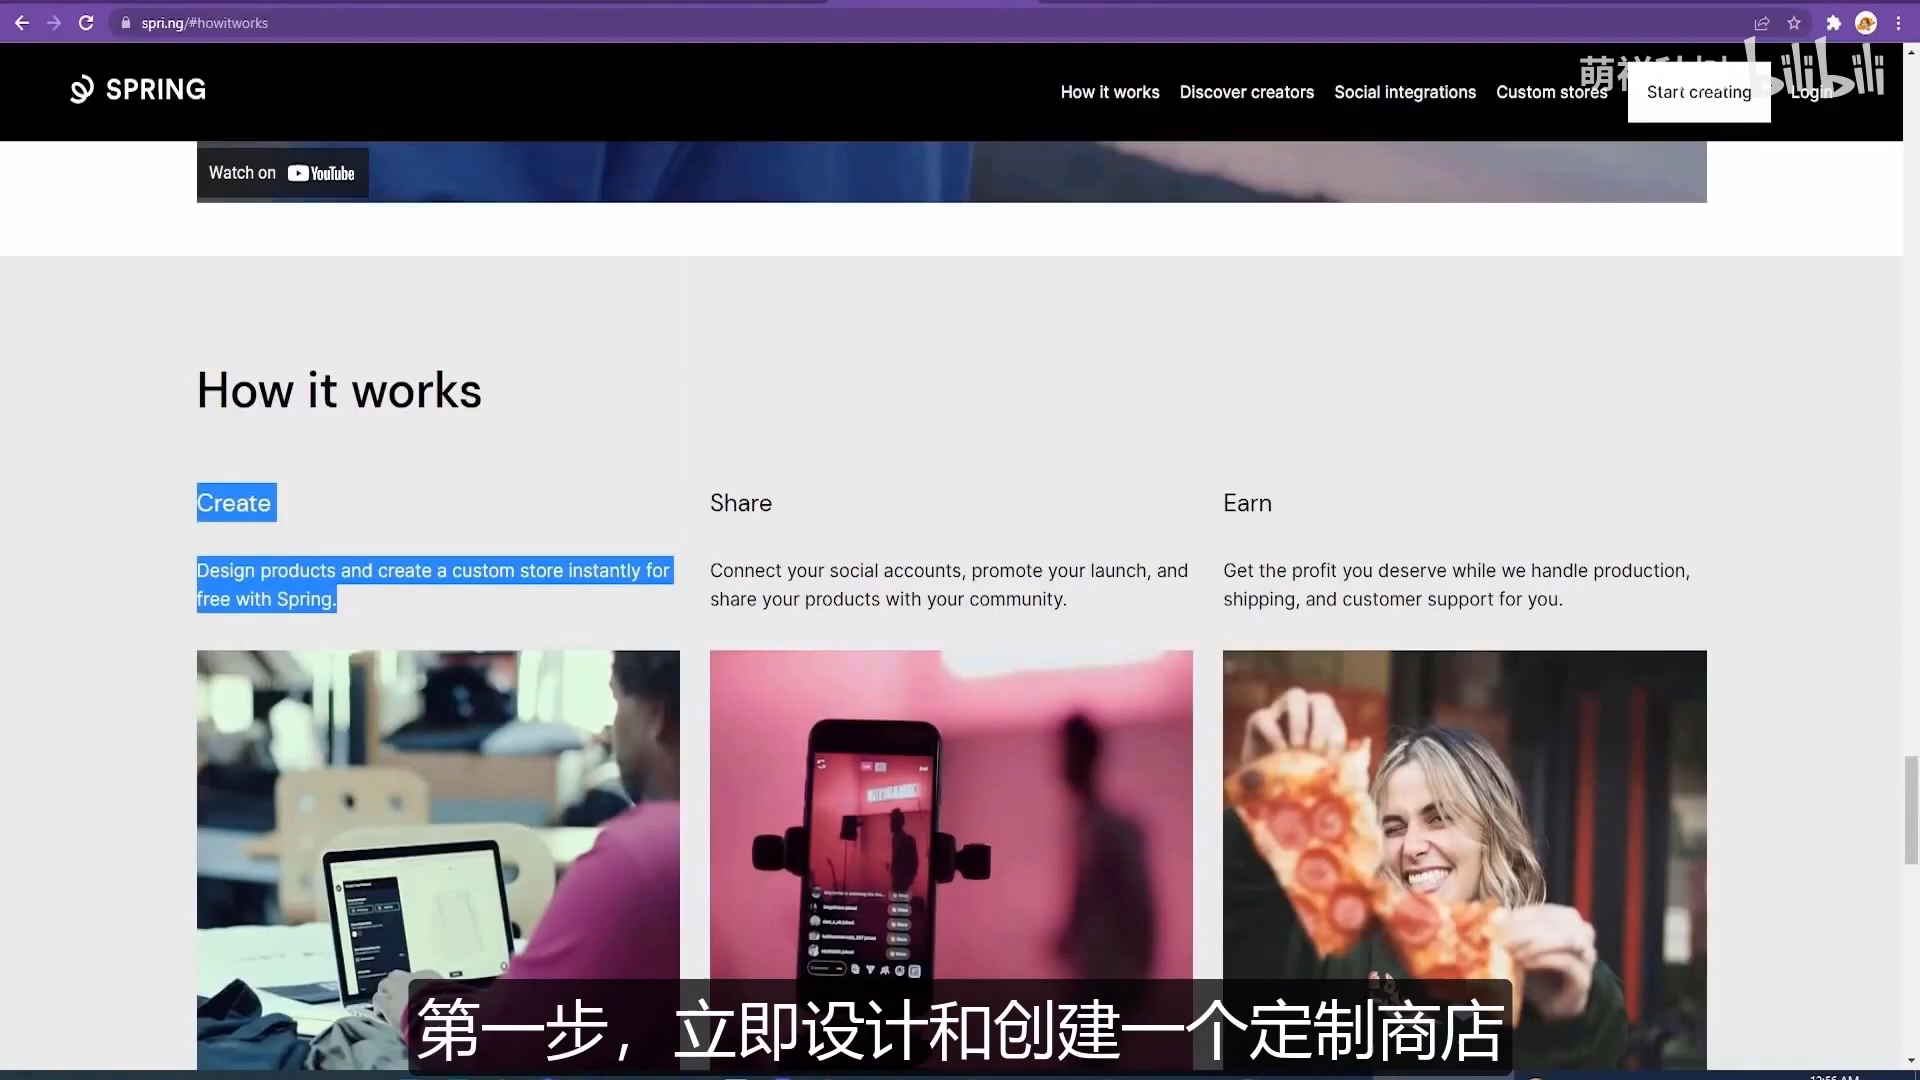 spri.ng/#howitworks
SPRING
How it works
Discover creators
Social integrations
Custom stores
Start creating
Login
bilibili
Watch on YouTube
How it works
Create
Design products and create a custom store instantly for
free with Spring.
Share
Connect your social accounts, promote your launch, and
share your products with your community.
Earn
Get the profit you deserve while we handle production,
shipping, and customer support for you.
第一步，立即设计和创建一个定制商店